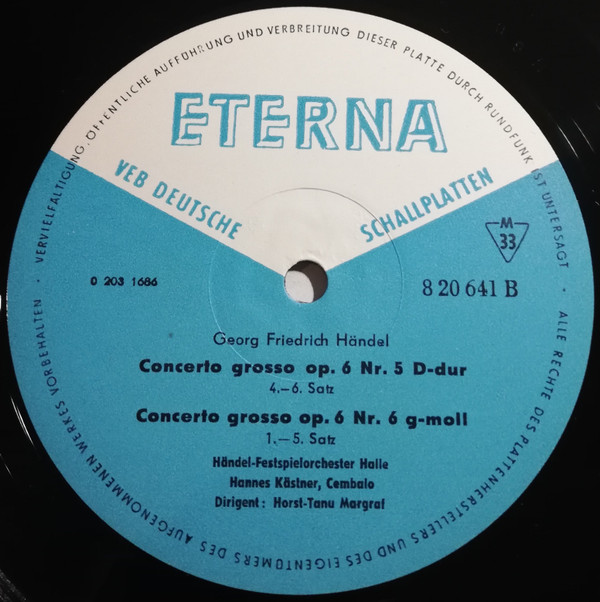 ETERNA
VEB DEUTSCHE SCHALLPLATTEN
M
33
0 203 1686
8 20 641 B
Georg Friedrich Händel
Concerto grosso op. 6 Nr. 5 D-dur
4.–6. Satz
Concerto grosso op. 6 Nr. 6 g-moll
1.–5. Satz
Händel-Festspielorchester Halle
Hannes Kästner, Cembalo
Dirigent: Horst-Tanu Margraf
· ALLE RECHTE DES PLATTENHERSTELLERS UND DES EIGENTÜMERS DES AUFGENOMMENEN WERKES VORBEHALTEN · VERVIELFÄLTIGUNG, ÖFFENTLICHE AUFFÜHRUNG UND VERBREITUNG DIESER PLATTE DURCH RUNDFUNK IST UNTERSAGT